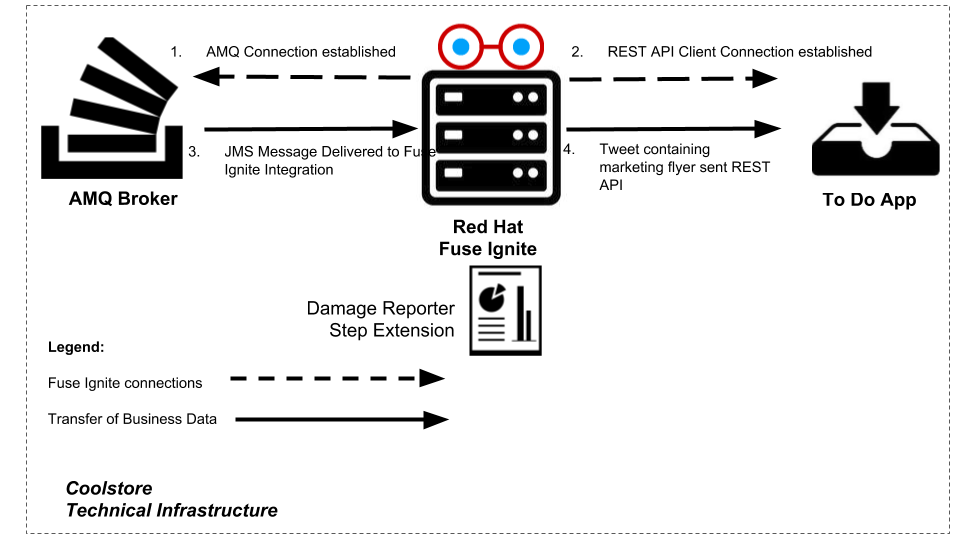 1. AMQ Connection established
2. REST API Client Connection established
3. JMS Message Delivered to Fuse
Ignite Integration
4. Tweet containing
marketing flyer sent REST
API
AMQ Broker
To Do App
Red Hat
Fuse Ignite
Damage Reporter
Step Extension
Legend:
Fuse Ignite connections
Transfer of Business Data
Coolstore
Technical Infrastructure